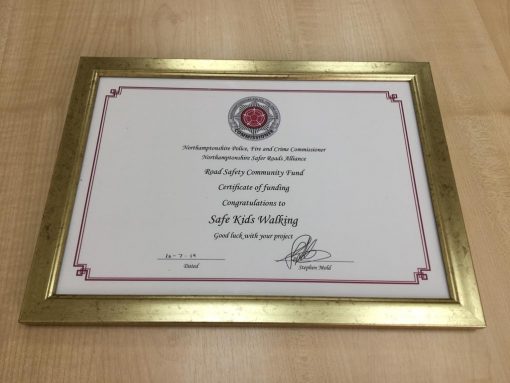 COMMISSIONER
Northamptonshire Police, Fire and Crime Commissioner
Northamptonshire Safer Roads Alliance
Road Safety Community Fund
Certificate of funding
Congratulations to
Safe Kids Walking
Good luck with your project
Dated
Stephen Mold